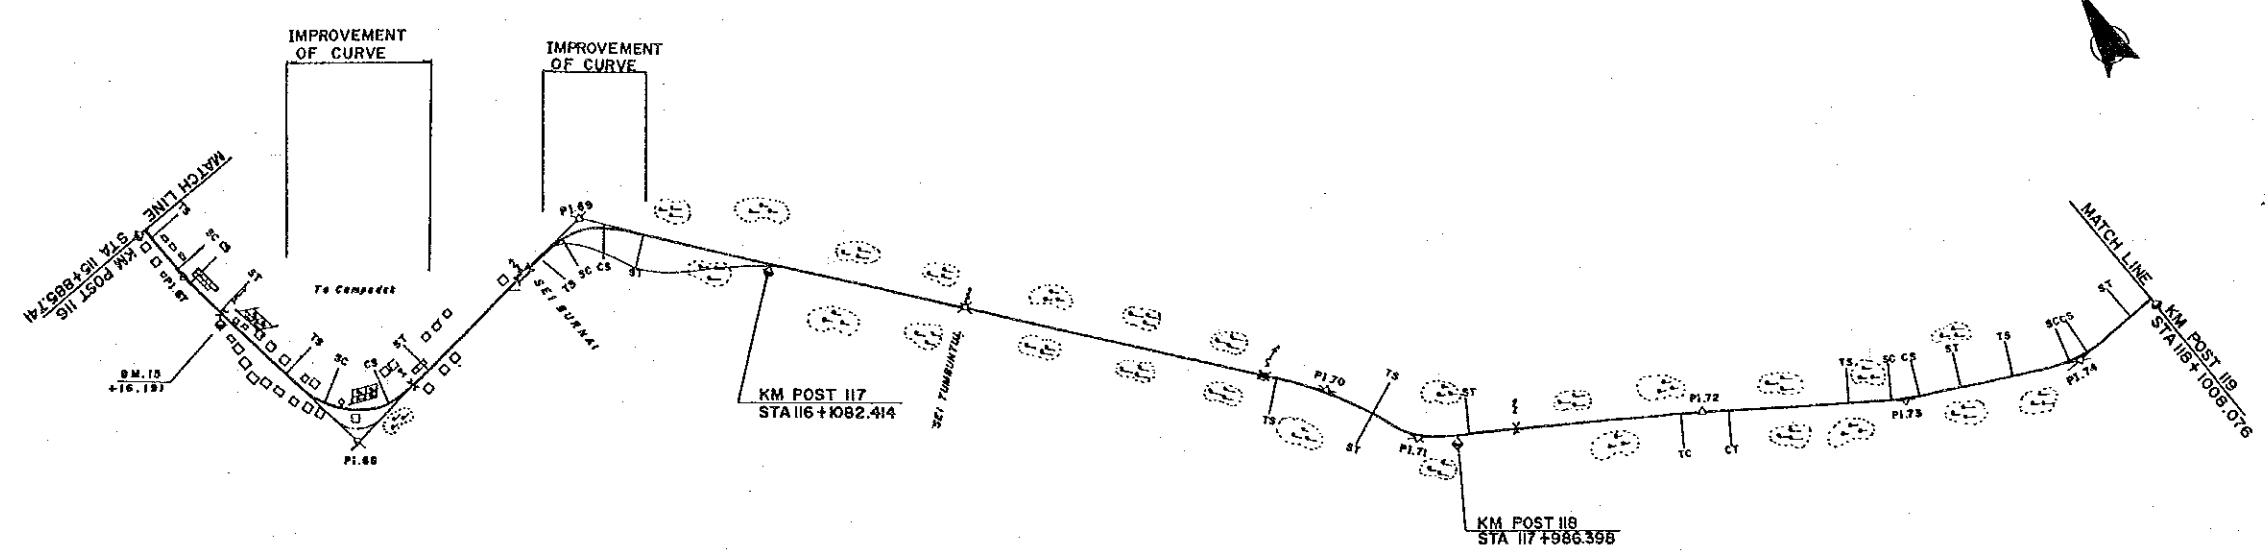 IMPROVEMENT
OF CURVE
IMPROVEMENT
OF CURVE
MATCH LINE
KM POST 116
STA 115+885.741
SC CS
PI.67
ST
BM.15
+16.191
TS
SC
CS
ST
PI.68
SEI BURNAI
PI.69
TS
SC CS
ST
KM POST 117
STA 116+1082.414
SEI TUMBUNTUL
TS
PI.70
TS
ST
PI.71
ST
KM POST 118
STA 117+986.398
PI.72
TC
CT
TS
SC CS
PI.73
ST
TS
SCCS
PI.74
ST
MATCH LINE
KM POST 119
STA 118+1008.076